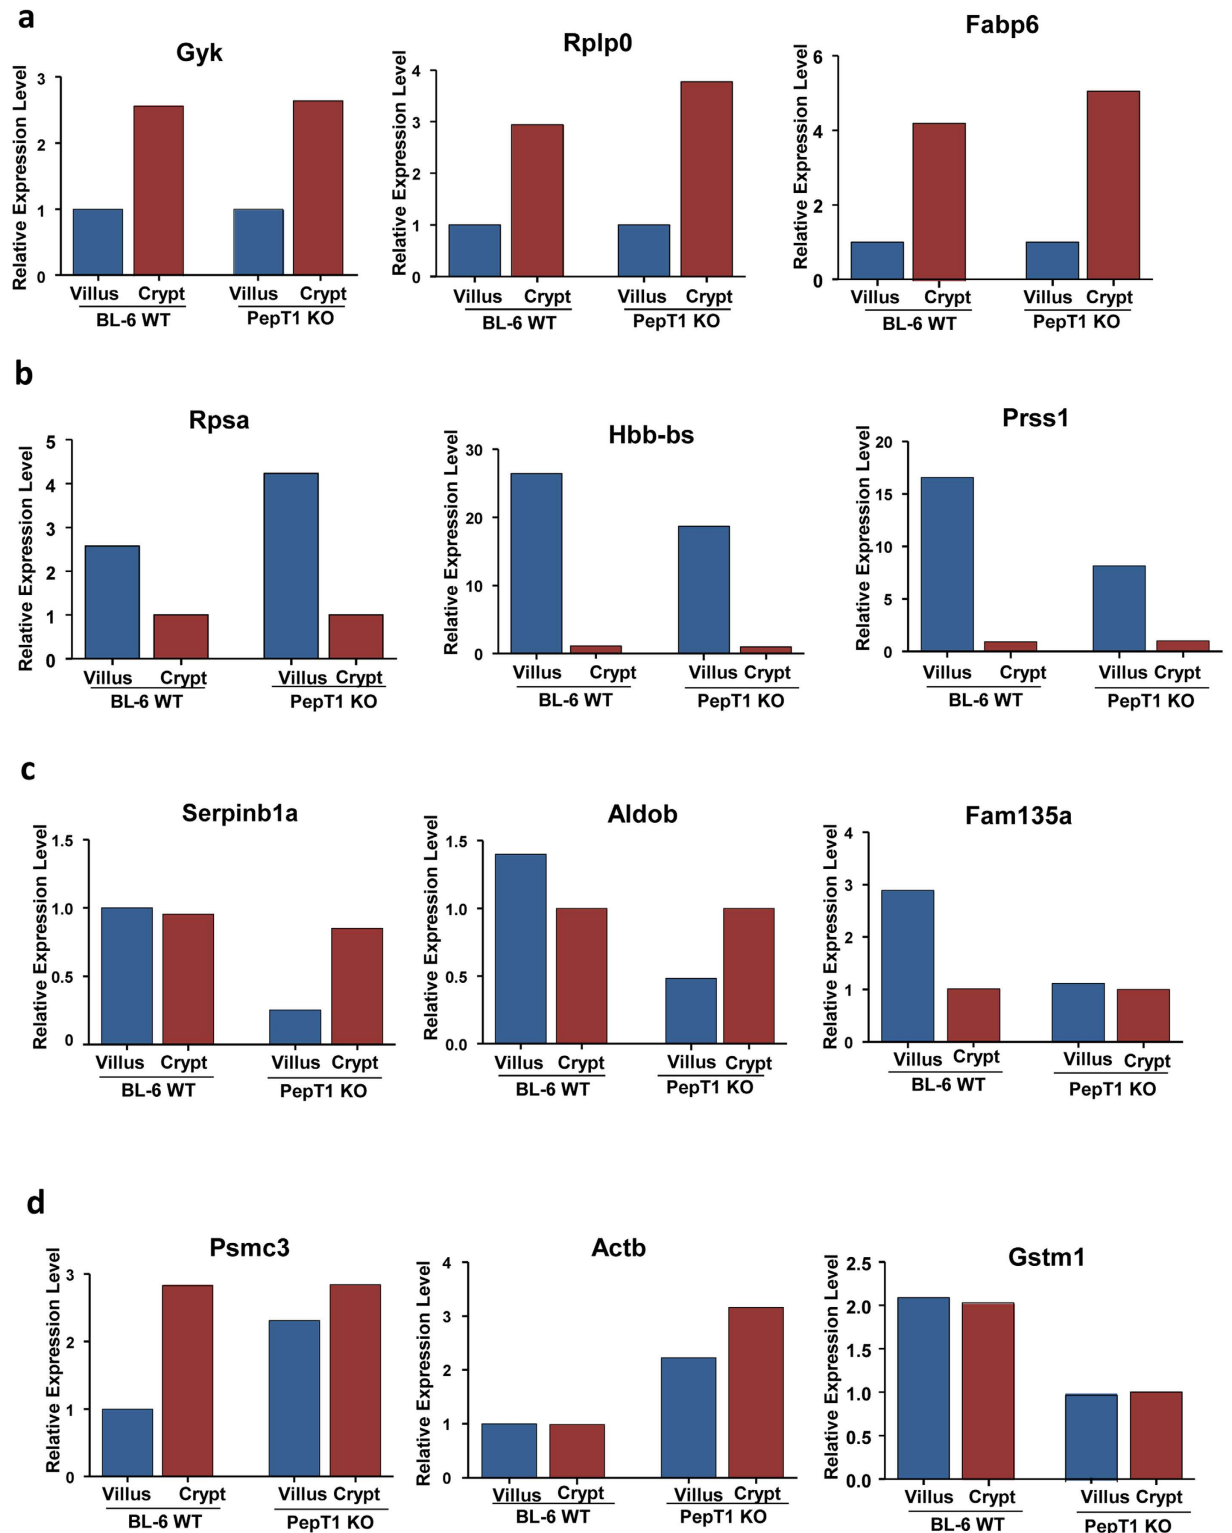 a
Gyk
Relative Expression Level
3
2
1
0
Villus Crypt
BL-6 WT
Villus Crypt
PepT1 KO
Rplp0
Relative Expression Level
4
3
2
1
0
Villus Crypt
BL-6 WT
Villus Crypt
PepT1 KO
Fabp6
Relative Expression Level
6
4
2
0
Villus Crypt
BL-6 WT
Villus Crypt
PepT1 KO
b
Rpsa
Relative Expression Level
5
4
3
2
1
0
Villus Crypt
BL-6 WT
Villus Crypt
PepT1 KO
Hbb-bs
Relative Expression Level
30
20
10
0
Villus Crypt
BL-6 WT
Villus Crypt
PepT1 KO
Prss1
Relative Expression Level
20
15
10
5
0
Villus Crypt
BL-6 WT
Villus Crypt
PepT1 KO
c
Serpinb1a
Relative Expression Level
1.5
1.0
0.5
0
Villus Crypt
BL-6 WT
Villus Crypt
PepT1 KO
Aldob
Relative Expression Level
1.5
1.0
0.5
0.0
Villus Crypt
BL-6 WT
Villus Crypt
PepT1 KO
Fam135a
Relative Expression Level
4
3
2
1
0
Villus Crypt
BL-6 WT
Villus Crypt
PepT1 KO
d
Psmc3
Relative Expression Level
3
2
1
0
Villus Crypt
BL-6 WT
Villus Crypt
PepT1 KO
Actb
Relative Expression Level
4
3
2
1
0
Villus Crypt
BL-6 WT
Villus Crypt
PepT1 KO
Gstm1
Relative Expression Level
2.5
2.0
1.5
1.0
0.5
0.0
Villus Crypt
BL-6 WT
Villus Crypt
PepT1 KO